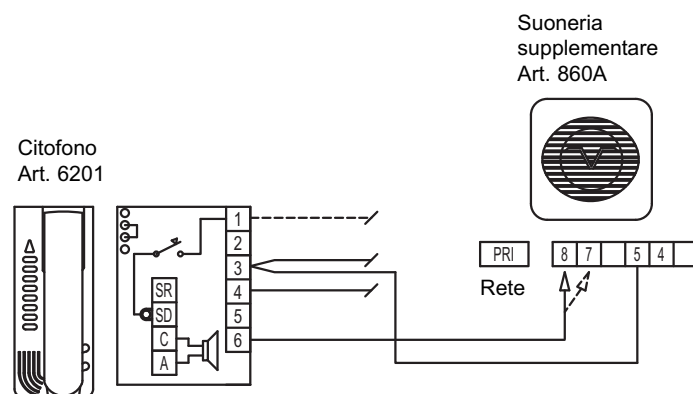 Suoneria
supplementare
Art. 860A
Citofono
Art. 6201
1
2
3
4
5
6
SR
SD
C
A
PRI
8 7 5 4
Rete